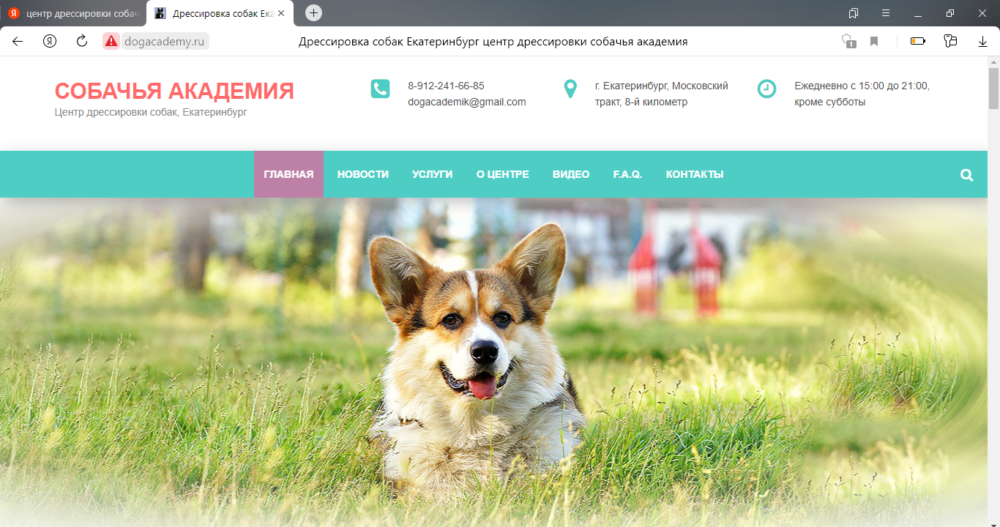 Я центр дрессировки собач
Дрессировка собак Ека
Я dogacademy.ru Дрессировка собак Екатеринбург центр дрессировки собачья академия 1
СОБАЧЬЯ АКАДЕМИЯ
Центр дрессировки собак, Екатеринбург
8-912-241-66-85
dogacademik@gmail.com
г. Екатеринбург, Московский
тракт, 8-й километр
Ежедневно с 15:00 до 21:00,
кроме субботы
ГЛАВНАЯ НОВОСТИ УСЛУГИ О ЦЕНТРЕ ВИДЕО F.A.Q. КОНТАКТЫ